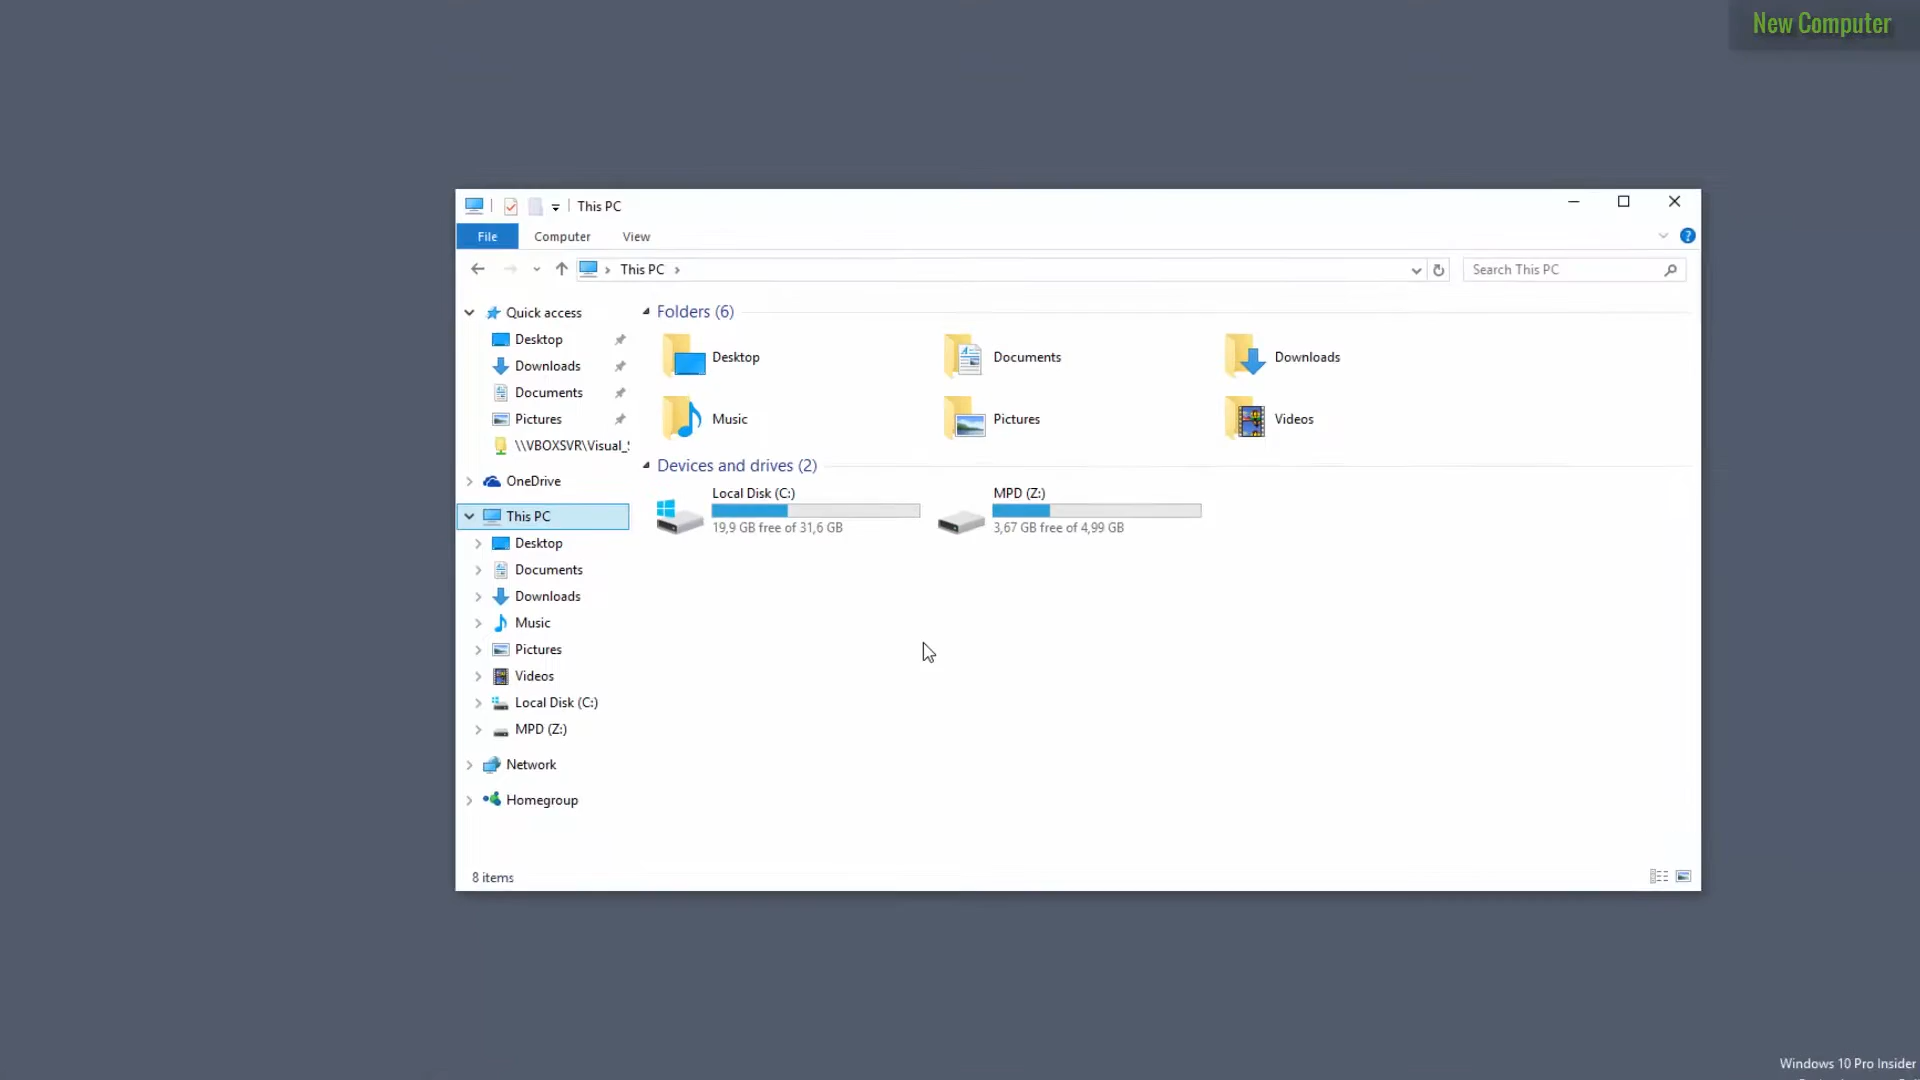 New Computer
This PC
File
Computer
View
This PC
Search This PC
Quick access
Desktop
Downloads
Documents
Pictures
\\VBOXSVR\Visual_
OneDrive
This PC
Desktop
Documents
Downloads
Music
Pictures
Videos
Local Disk (C:)
MPD (Z:)
Network
Homegroup
Folders (6)
Desktop
Documents
Downloads
Music
Pictures
Videos
Devices and drives (2)
Local Disk (C:)
19,9 GB free of 31,6 GB
MPD (Z:)
3,67 GB free of 4,99 GB
8 items
Windows 10 Pro Insider